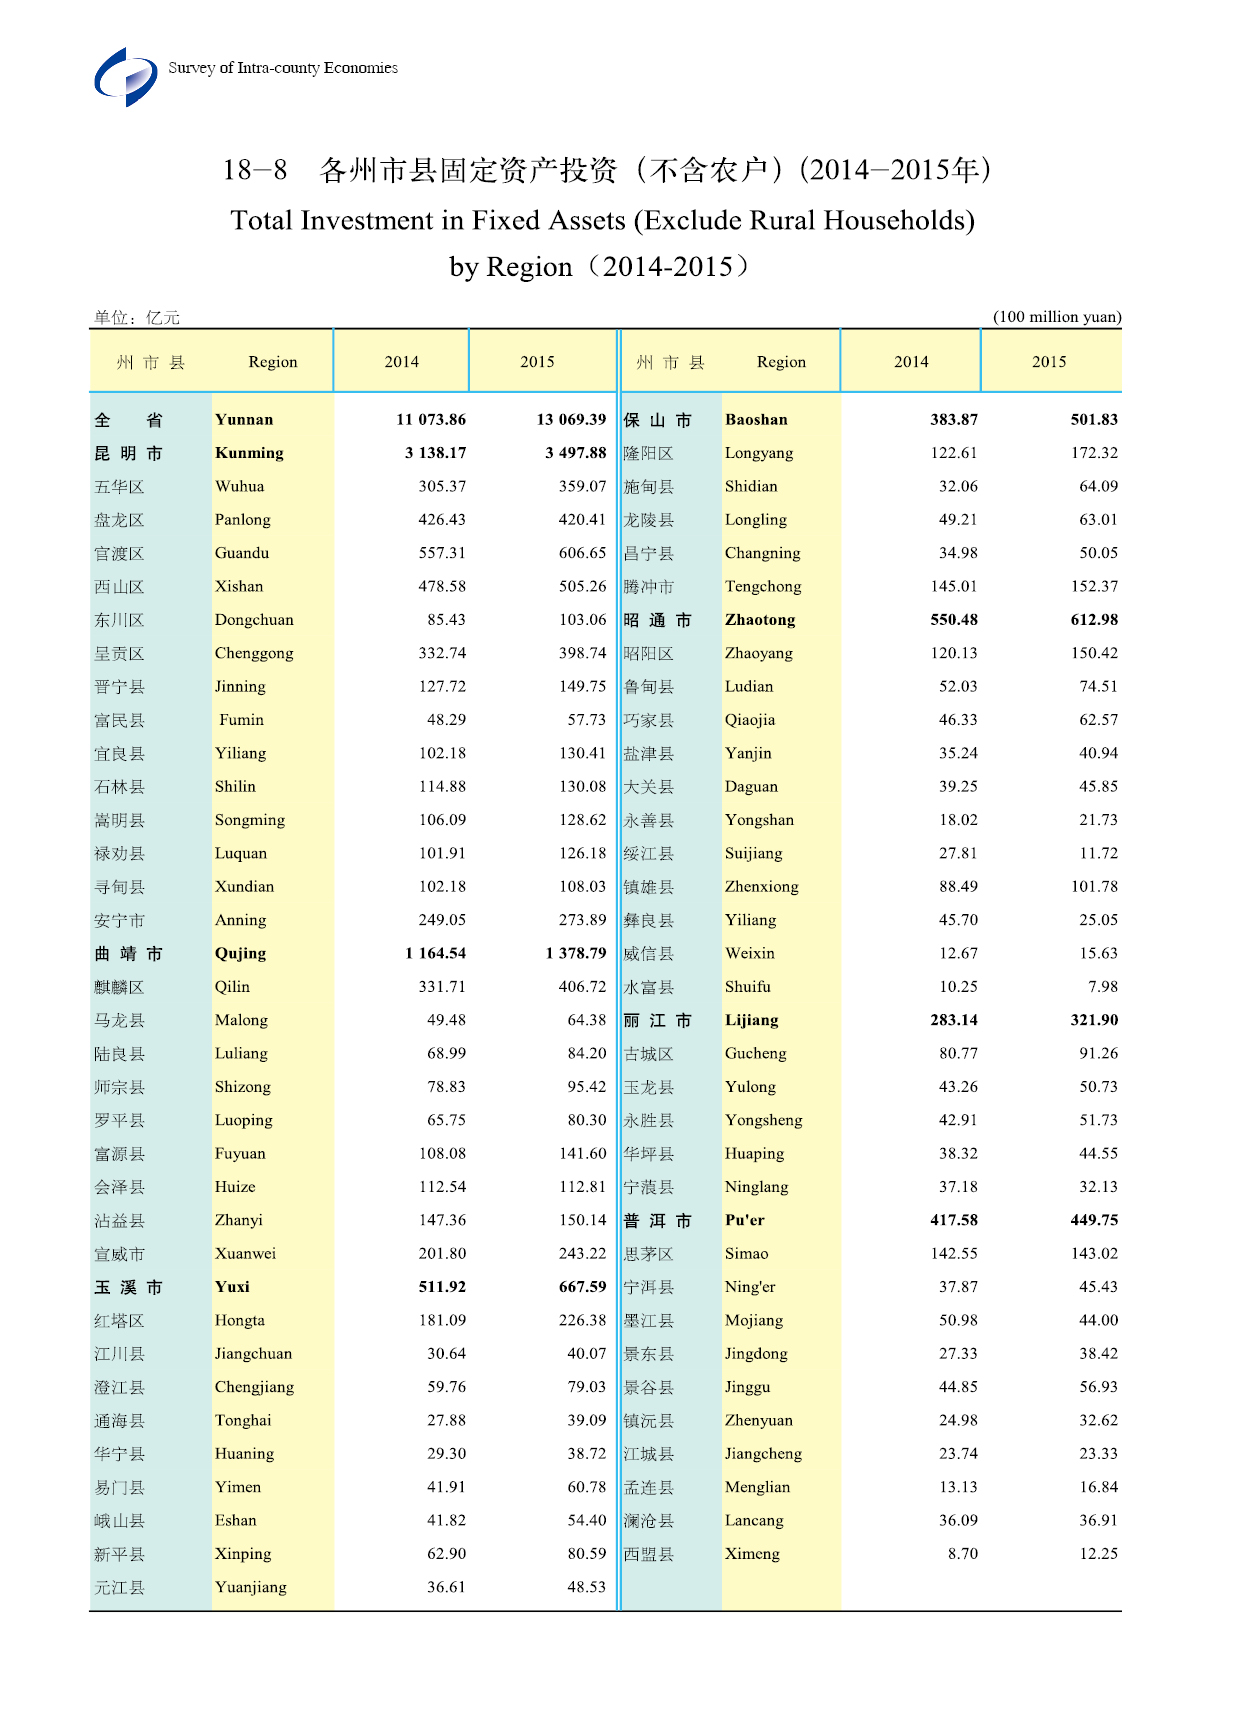 Survey of Intra-county Economies
18－8　各州市县固定资产投资（不含农户）(2014－2015年）
Total Investment in Fixed Assets (Exclude Rural Households)
by Region（2014-2015）
单位：亿元 (100 million yuan)
州 市 县 Region 2014 2015 州 市 县 Region 2014 2015
全 省 Yunnan 11 073.86 13 069.39 保 山 市 Baoshan 383.87 501.83
昆 明 市 Kunming 3 138.17 3 497.88 隆阳区 Longyang 122.61 172.32
五华区 Wuhua 305.37 359.07 施甸县 Shidian 32.06 64.09
盘龙区 Panlong 426.43 420.41 龙陵县 Longling 49.21 63.01
官渡区 Guandu 557.31 606.65 昌宁县 Changning 34.98 50.05
西山区 Xishan 478.58 505.26 腾冲市 Tengchong 145.01 152.37
东川区 Dongchuan 85.43 103.06 昭 通 市 Zhaotong 550.48 612.98
呈贡区 Chenggong 332.74 398.74 昭阳区 Zhaoyang 120.13 150.42
晋宁县 Jinning 127.72 149.75 鲁甸县 Ludian 52.03 74.51
富民县 Fumin 48.29 57.73 巧家县 Qiaojia 46.33 62.57
宜良县 Yiliang 102.18 130.41 盐津县 Yanjin 35.24 40.94
石林县 Shilin 114.88 130.08 大关县 Daguan 39.25 45.85
嵩明县 Songming 106.09 128.62 永善县 Yongshan 18.02 21.73
禄劝县 Luquan 101.91 126.18 绥江县 Suijiang 27.81 11.72
寻甸县 Xundian 102.18 108.03 镇雄县 Zhenxiong 88.49 101.78
安宁市 Anning 249.05 273.89 彝良县 Yiliang 45.70 25.05
曲 靖 市 Qujing 1 164.54 1 378.79 威信县 Weixin 12.67 15.63
麒麟区 Qilin 331.71 406.72 水富县 Shuifu 10.25 7.98
马龙县 Malong 49.48 64.38 丽 江 市 Lijiang 283.14 321.90
陆良县 Luliang 68.99 84.20 古城区 Gucheng 80.77 91.26
师宗县 Shizong 78.83 95.42 玉龙县 Yulong 43.26 50.73
罗平县 Luoping 65.75 80.30 永胜县 Yongsheng 42.91 51.73
富源县 Fuyuan 108.08 141.60 华坪县 Huaping 38.32 44.55
会泽县 Huize 112.54 112.81 宁蒗县 Ninglang 37.18 32.13
沾益县 Zhanyi 147.36 150.14 普 洱 市 Pu'er 417.58 449.75
宣威市 Xuanwei 201.80 243.22 思茅区 Simao 142.55 143.02
玉 溪 市 Yuxi 511.92 667.59 宁洱县 Ning'er 37.87 45.43
红塔区 Hongta 181.09 226.38 墨江县 Mojiang 50.98 44.00
江川县 Jiangchuan 30.64 40.07 景东县 Jingdong 27.33 38.42
澄江县 Chengjiang 59.76 79.03 景谷县 Jinggu 44.85 56.93
通海县 Tonghai 27.88 39.09 镇沅县 Zhenyuan 24.98 32.62
华宁县 Huaning 29.30 38.72 江城县 Jiangcheng 23.74 23.33
易门县 Yimen 41.91 60.78 孟连县 Menglian 13.13 16.84
峨山县 Eshan 41.82 54.40 澜沧县 Lancang 36.09 36.91
新平县 Xinping 62.90 80.59 西盟县 Ximeng 8.70 12.25
元江县 Yuanjiang 36.61 48.53